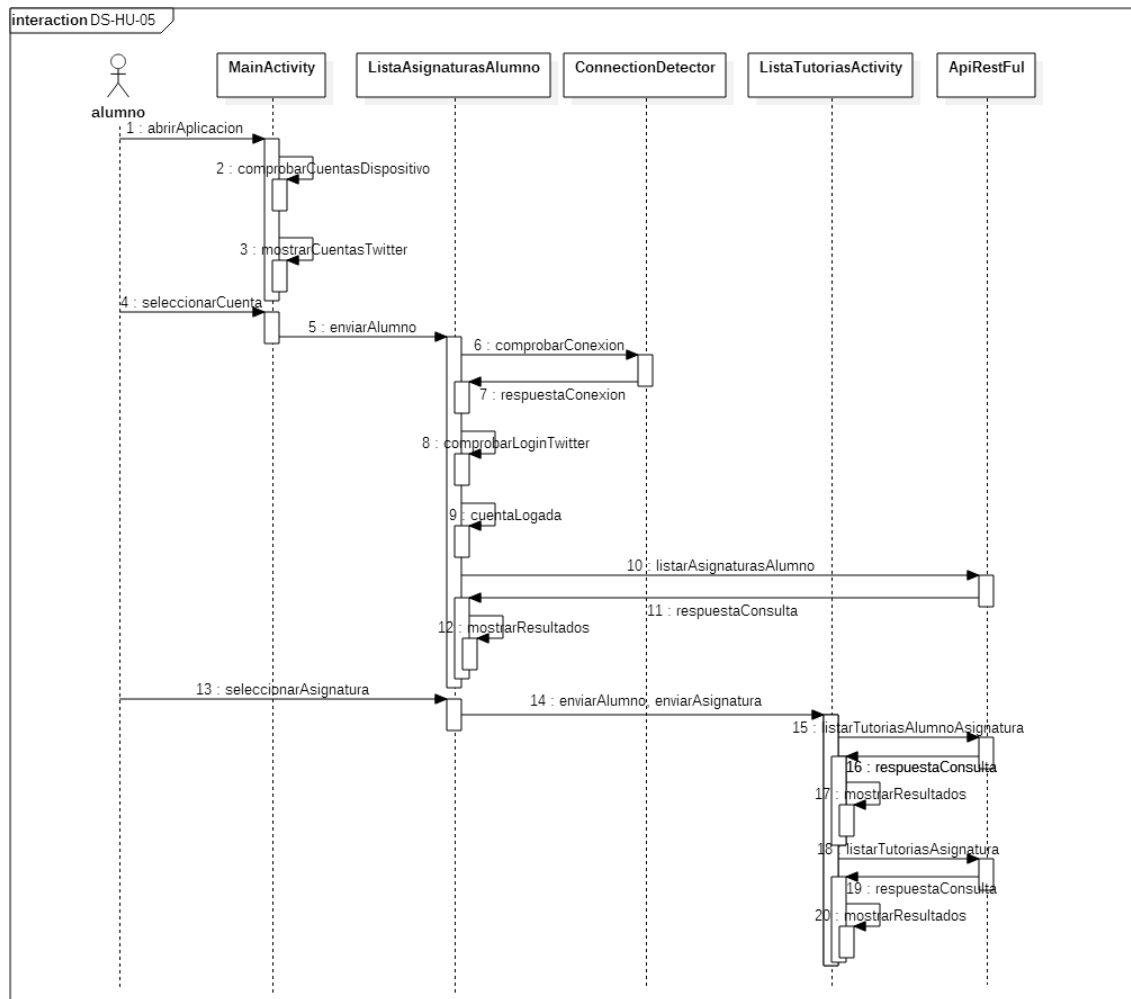 interaction DS-HU-05
alumno
MainActivity
ListaAsignaturasAlumno
ConnectionDetector
ListaTutoriasActivity
ApiRestFul
1 : abrirAplicacion
2 : comprobarCuentasDispositivo
3 : mostrarCuentasTwitter
4 : seleccionarCuenta
5 : enviarAlumno
6 : comprobarConexion
7 : respuestaConexion
8 : comprobarLoginTwitter
9 : cuentaLogada
10 : listarAsignaturasAlumno
11 : respuestaConsulta
12 : mostrarResultados
13 : seleccionarAsignatura
14 : enviarAlumno, enviarAsignatura
15 : listarTutoriasAlumnoAsignatura
16 : respuestaConsulta
17 : mostrarResultados
18 : listarTutoriasAsignatura
19 : respuestaConsulta
20 : mostrarResultados